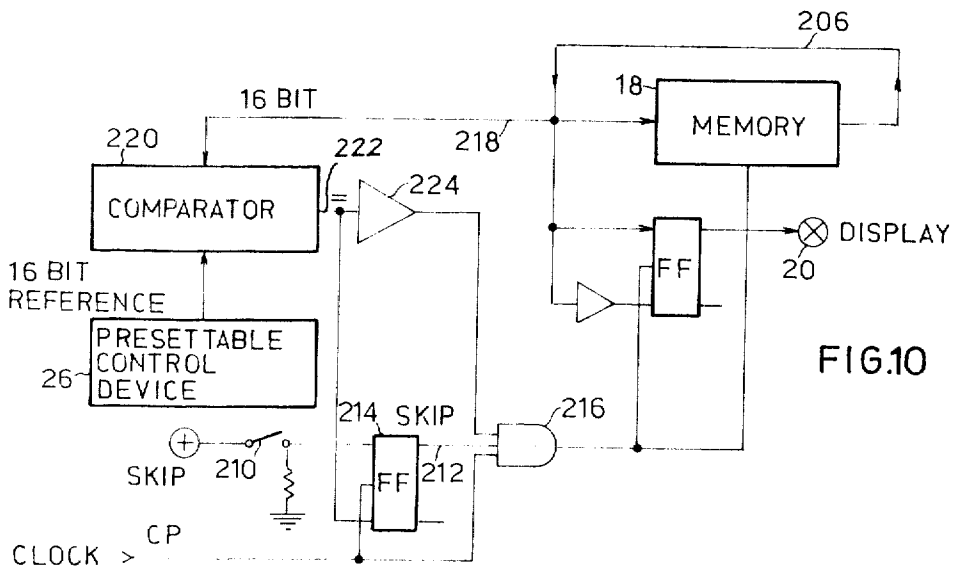 206
16 BIT
18
MEMORY
218
220
222
=
224
COMPARATOR
FF
DISPLAY
20
16 BIT
REFERENCE
PRESETTABLE
CONTROL
DEVICE
26
FIG.10
214
SKIP
216
210
212
SKIP
FF
CP
CLOCK >